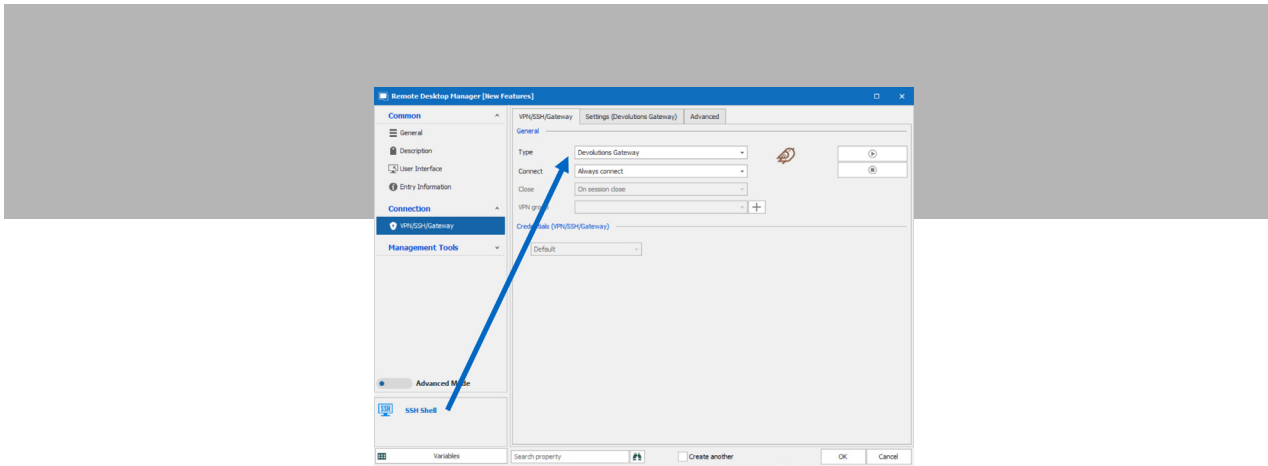 Remote Desktop Manager [New Features]
Common
General
Description
User Interface
Entry Information
Connection
VPN/SSH/Gateway
Management Tools
Advanced Mode
SSH
SSH Shell
Variables
VPN/SSH/Gateway Settings (Devolutions Gateway) Advanced
General
Type Devolutions Gateway
Connect Always connect
Close On session close
VPN group
Credentials (VPN/SSH/Gateway)
Default
Search property Create another OK Cancel